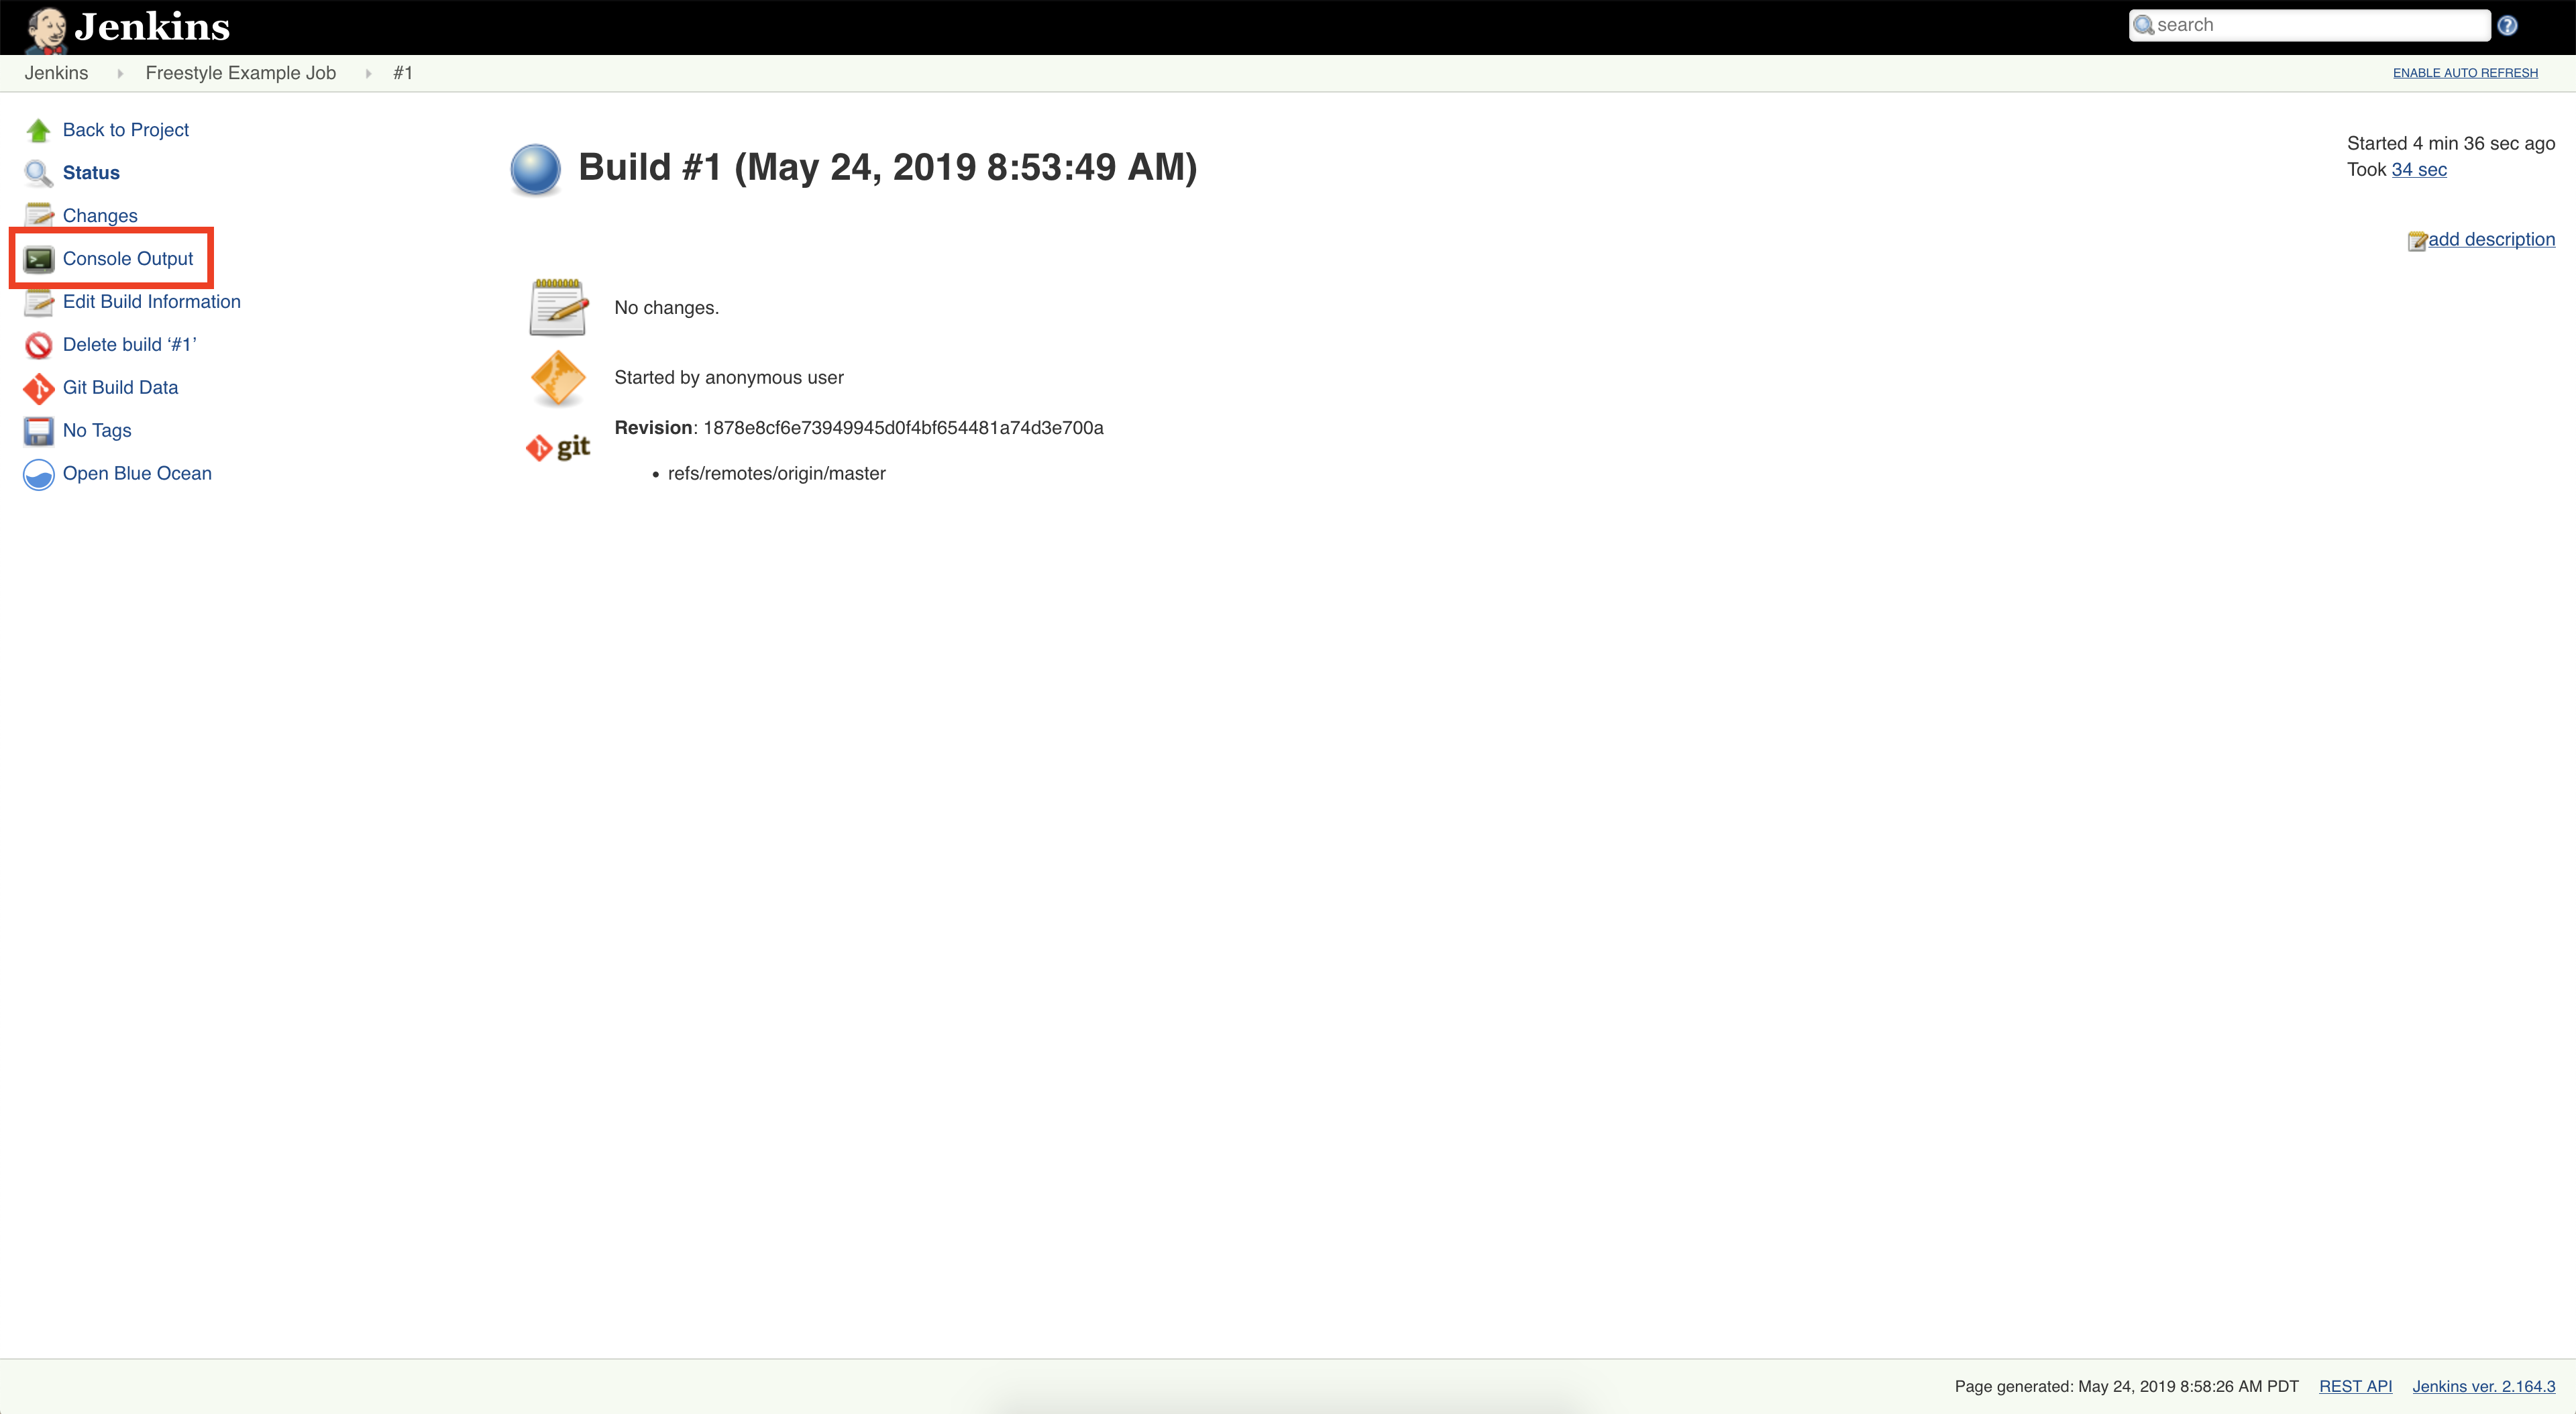 Jenkins
search
Jenkins Freestyle Example Job #1
ENABLE AUTO REFRESH
Back to Project
Status
Changes
Console Output
Edit Build Information
Delete build ‘#1’
Git Build Data
No Tags
Open Blue Ocean
Build #1 (May 24, 2019 8:53:49 AM)
Started 4 min 36 sec ago
Took 34 sec
add description
No changes.
Started by anonymous user
git
Revision: 1878e8cf6e73949945d0f4bf654481a74d3e700a
• refs/remotes/origin/master
Page generated: May 24, 2019 8:58:26 AM PDT REST API Jenkins ver. 2.164.3